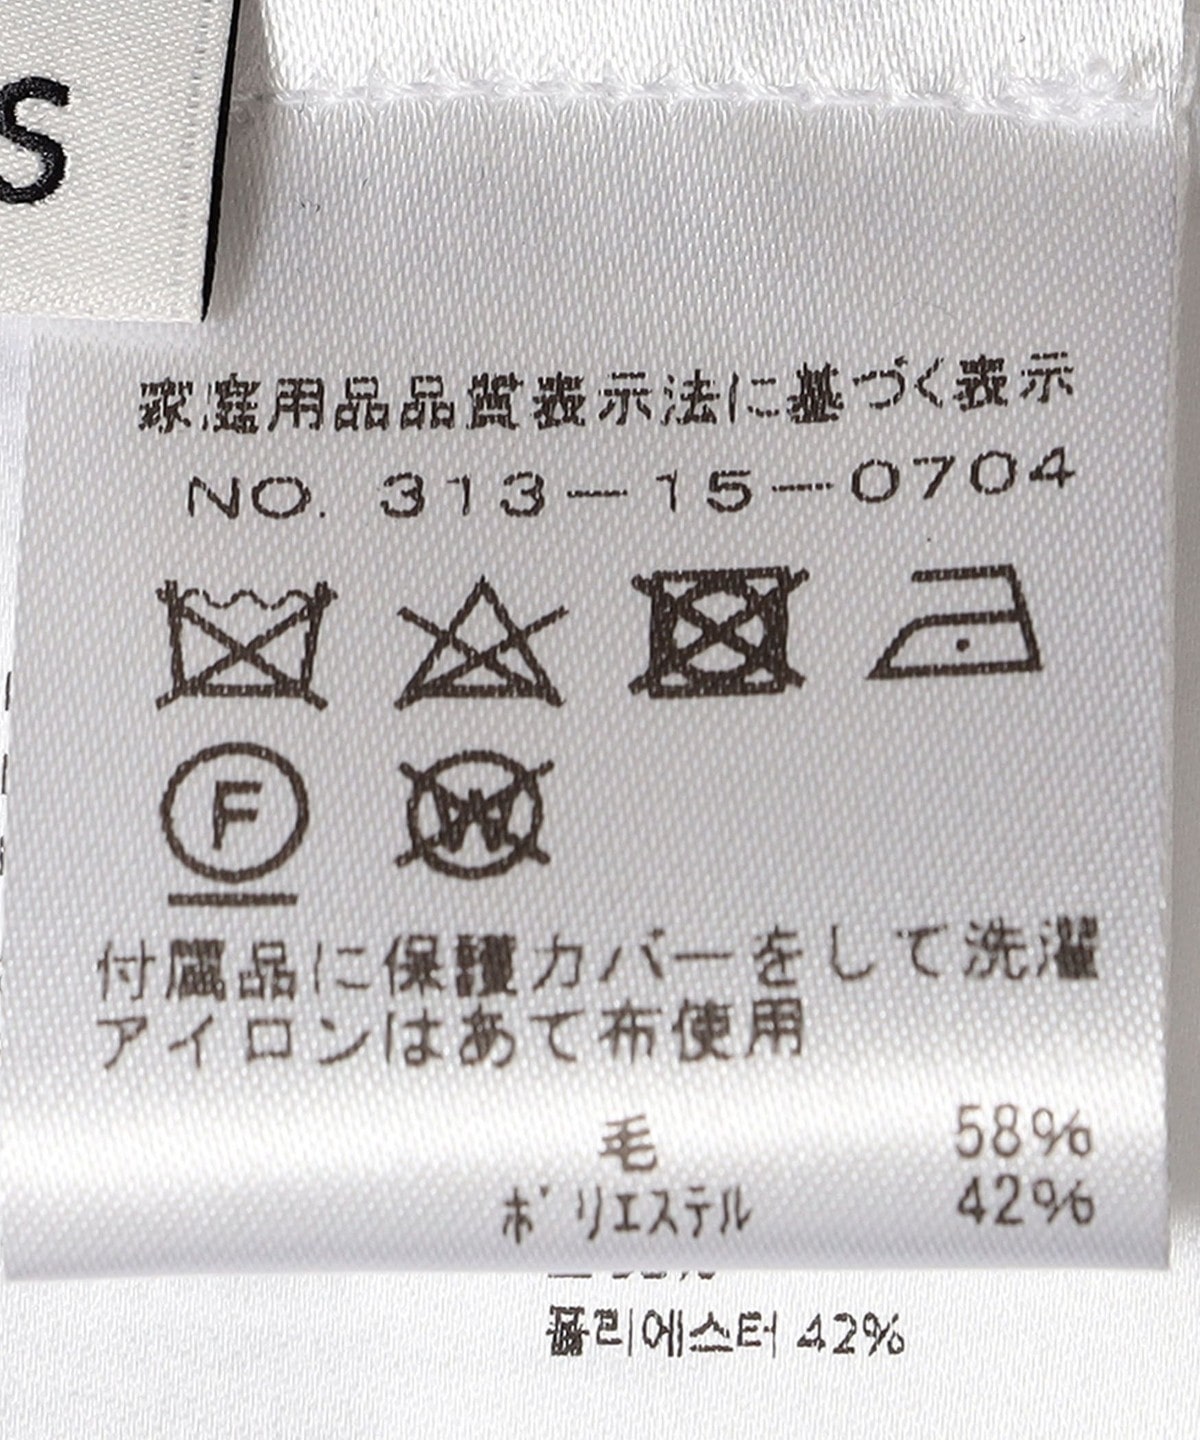 S
家庭用品品質表示法に基づく表示
NO. 313-15-0704
F
W
付属品に保護カバーをして洗濯
アイロンはあて布使用
毛 58%
ポリエステル 42%
폴리에스터 42%